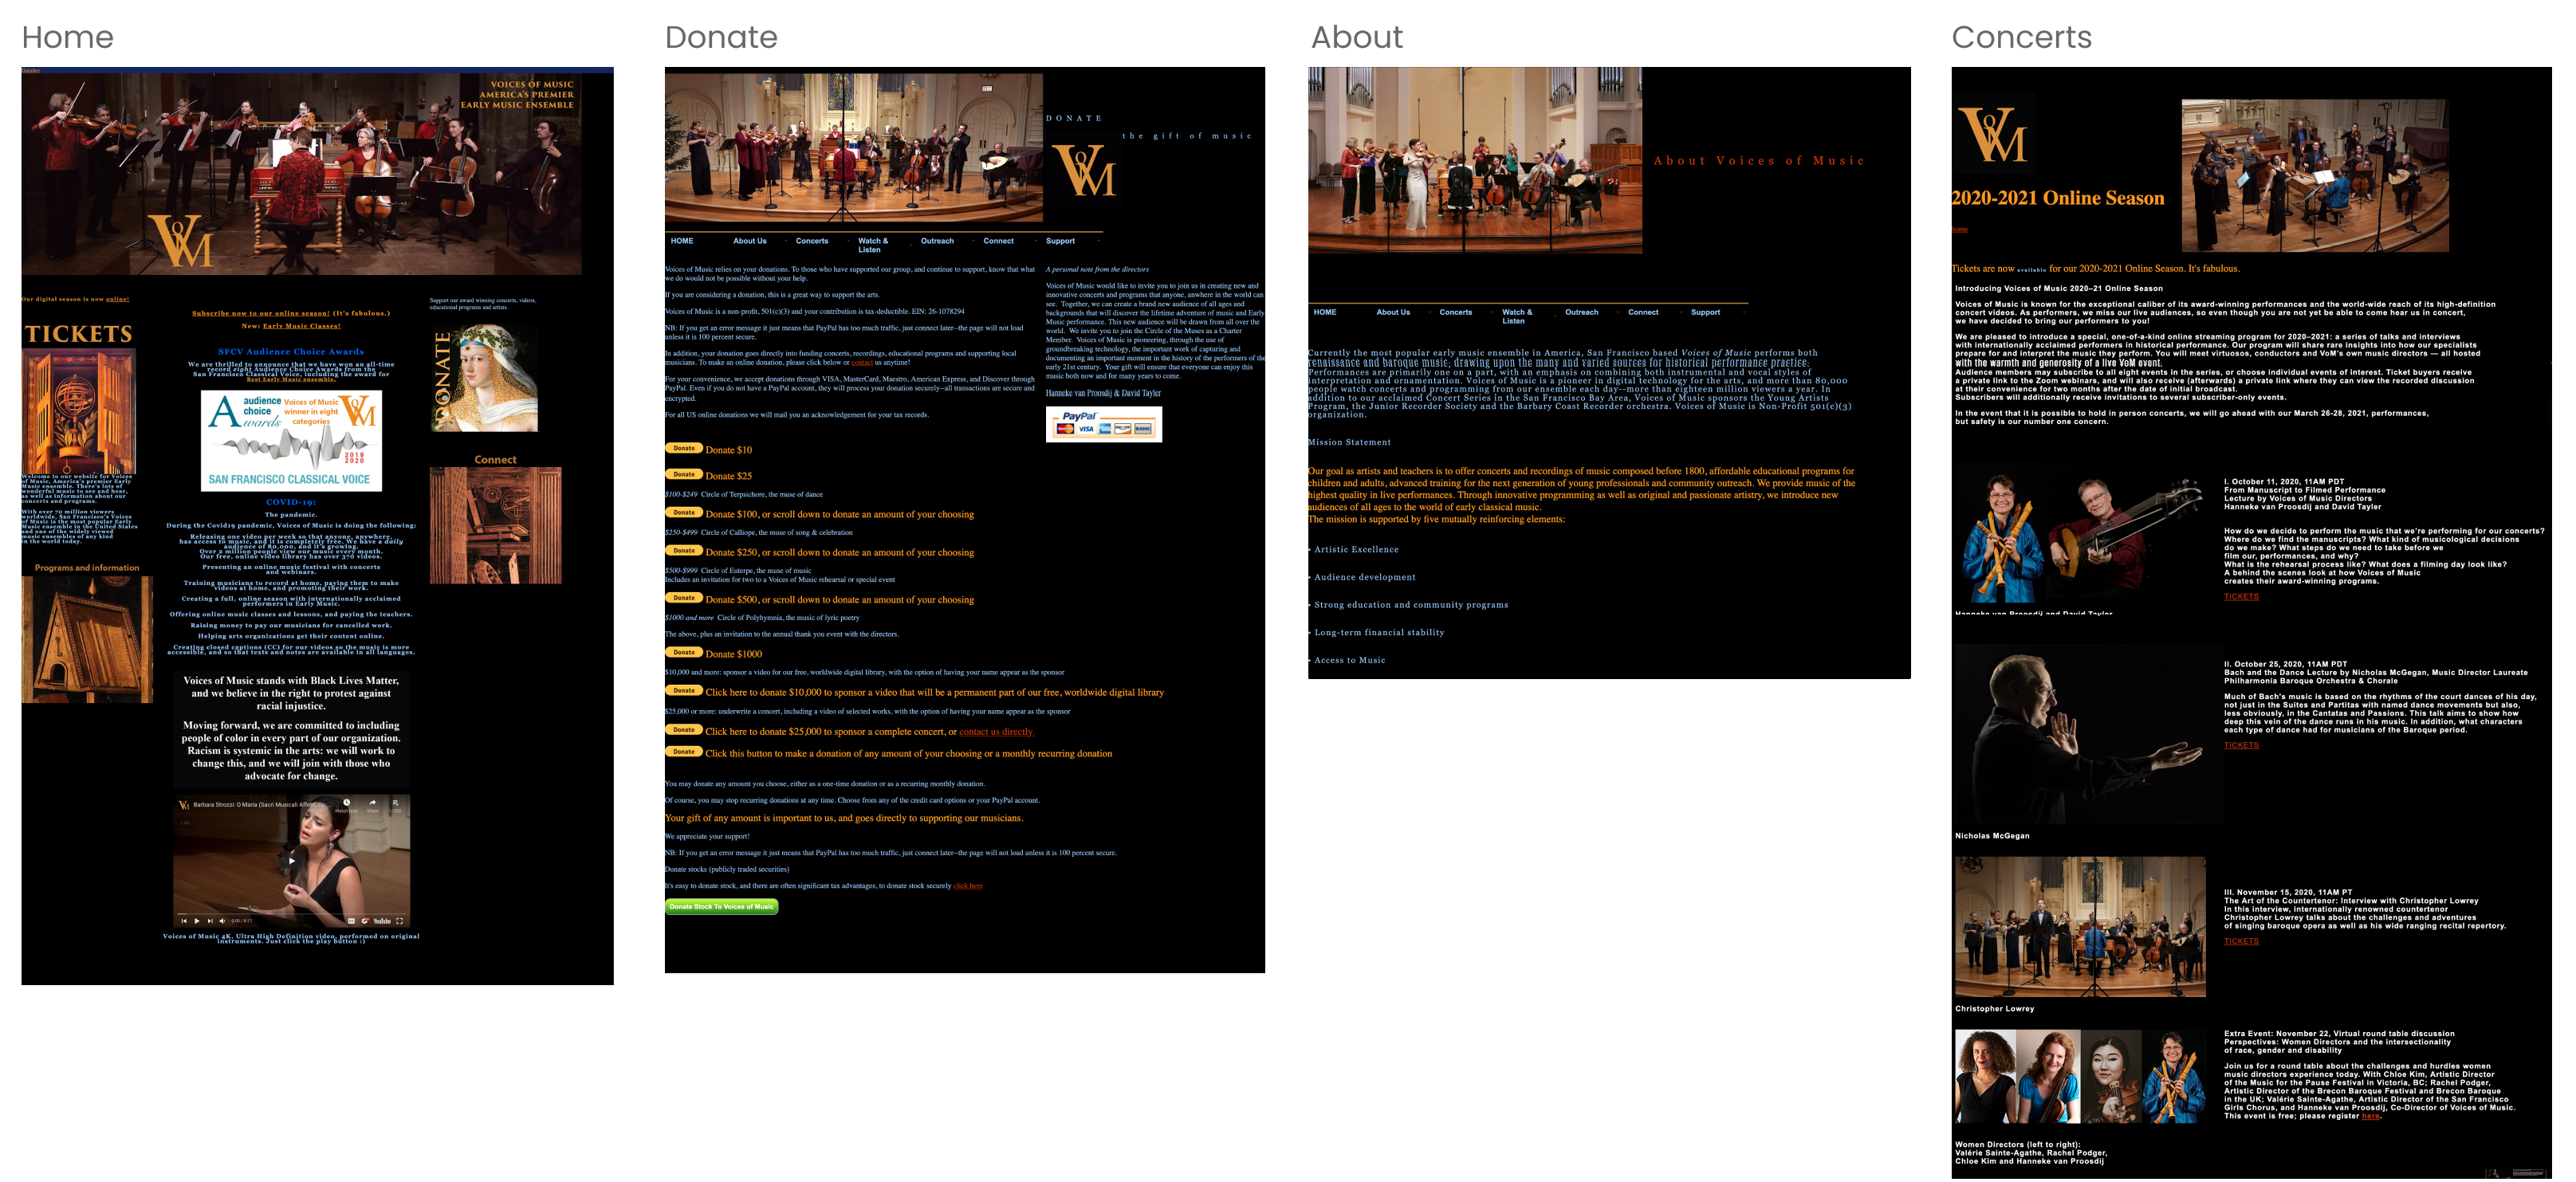 Home
Donate
About
Concerts
VOICES OF MUSIC
AMERICA'S PREMIER
EARLY MUSIC ENSEMBLE
VOM
Our digital season is now online!
Subscribe now to our online season! (It's fabulous.)
New: Early Music Classes!
Support our award winning concerts, videos,
educational programs and artists.
TICKETS
SFCV Audience Choice Awards
We are thrilled to announce that we have won an all-time
record eight Audience Choice Awards from the
San Francisco Classical Voice, including the award for
Best Early Music ensemble.
DONATE
audience
choice
Awards
Voices of Music
winner in eight
categories
VOM
2019
2020
SAN FRANCISCO CLASSICAL VOICE
Connect
Welcome to our website for Voices
of Music, America's premier Early
Music ensemble. There's lots of
wonderful music to see and hear,
as well as information about our
concerts and programs.
With over 70 million viewers
worldwide, San Francisco's Voices
of Music is the most popular Early
Music ensemble in the United States
and one of the widely viewed
music ensembles of any kind
in the world today.
Programs and information
COVID-19:
The pandemic.
During the Covid19 pandemic, Voices of Music is doing the following:
Releasing one video per week so that anyone, anywhere,
has access to music, and it is completely free. We have a daily
audience of 80,000, and it's growing.
Over 2 million people view our music every month.
Our free, online video library has over 370 videos.
Presenting an online music festival with concerts
and webinars.
Training musicians to record at home, paying them to make
videos at home, and promoting their work.
Creating a full, online season with internationally acclaimed
performers in Early Music.
Offering online music classes and lessons, and paying the teachers.
Raising money to pay our musicians for cancelled work.
Helping arts organizations get their content online.
Creating closed captions (CC) for our videos so the music is more
accessible, and so that texts and notes are available in all languages.
Voices of Music stands with Black Lives Matter,
and we believe in the right to protest against
racial injustice.
Moving forward, we are committed to including
people of color in every part of our organization.
Racism is systemic in the arts: we will work to
change this, and we will join with those who
advocate for change.
Barbara Strozzi: O Maria (Sacri Musicali Affetti, Op...
Watch later
Share
YouTube
Voices of Music 4K, Ultra High Definition video, performed on original
instruments. Just click the play button :)
DONATE
the gift of music
VOM
HOME
About Us
Concerts
Watch &
Listen
Outreach
Connect
Support
Voices of Music relies on your donations. To those who have supported our group, and continue to support, know that what
we do would not be possible without your help.
If you are considering a donation, this is a great way to support the arts.
Voices of Music is a non-profit, 501(c)(3) and your contribution is tax-deductible. EIN: 26-1078294
NB: If you get an error message it just means that PayPal has too much traffic, just connect later--the page will not load
unless it is 100 percent secure.
In addition, your donation goes directly into funding concerts, recordings, educational programs and supporting local
musicians. To make an online donation, please click below or contact us anytime!
For your convenience, we accept donations through VISA, MasterCard, Maestro, American Express, and Discover through
PayPal. Even if you do not have a PayPal account, they will process your donation securely--all transactions are secure and
encrypted.
For all US online donations we will mail you an acknowledgement for your tax records.
A personal note from the directors
Voices of Music would like to invite you to join us in creating new and
innovative concerts and programs that anyone, anywhere in the world can
see. Together, we can create a brand new audience of all ages and
backgrounds that will discover the lifetime adventure of music and Early
Music performance. This new audience will be drawn from all over the
world. We invite you to join the Circle of the Muses as a Charter
Member. Voices of Music is pioneering, through the use of
groundbreaking technology, the important work of capturing and
documenting an important moment in the history of the performers of the
early 21st century. Your gift will ensure that everyone can enjoy this
music both now and for many years to come.
Hanneke van Proosdij & David Tayler
PayPal
VISA
BANK
Donate Donate $10
Donate Donate $25
$100-$249 Circle of Terpsichore, the muse of dance
Donate Donate $100, or scroll down to donate an amount of your choosing
$250-$499 Circle of Calliope, the muse of song & celebration
Donate Donate $250, or scroll down to donate an amount of your choosing
$500-$999 Circle of Euterpe, the muse of music
Includes an invitation for two to a Voices of Music rehearsal or special event
Donate Donate $500, or scroll down to donate an amount of your choosing
$1000 and more Circle of Polyhymnia, the music of lyric poetry
The above, plus an invitation to the annual thank you event with the directors.
Donate Donate $1000
$10,000 and more: sponsor a video for our free, worldwide digital library, with the option of having your name appear as the sponsor
Donate Click here to donate $10,000 to sponsor a video that will be a permanent part of our free, worldwide digital library
$25,000 or more: underwrite a concert, including a video of selected works, with the option of having your name appear as the sponsor
Donate Click here to donate $25,000 to sponsor a complete concert, or contact us directly.
Donate Click this button to make a donation of any amount of your choosing or a monthly recurring donation
You may donate any amount you choose, either as a one-time donation or as a recurring monthly donation.
Of course, you may stop recurring donations at any time. Choose from any of the credit card options or your PayPal account.
Your gift of any amount is important to us, and goes directly to supporting our musicians.
We appreciate your support!
NB: If you get an error message it just means that PayPal has too much traffic, just connect later--the page will not load unless it is 100 percent secure.
Donate stocks (publicly traded securities)
It's easy to donate stock, and there are often significant tax advantages, to donate stock securely click here
Donate Stock To Voices of Music
About Voices of Music
HOME
About Us
Concerts
Watch &
Listen
Outreach
Connect
Support
Currently the most popular early music ensemble in America, San Francisco based Voices of Music performs both
renaissance and baroque music; drawing upon the many and varied sources for historical performance practice.
Performances are primarily one on a part, with an emphasis on combining both instrumental and vocal styles of
interpretation and ornamentation. Voices of Music is a pioneer in digital technology for the arts, and more than 80,000
people watch concerts and programming from our ensemble each day--more than eighteen million viewers a year. In
addition to our acclaimed Concert Series in the San Francisco Bay Area, Voices of Music sponsors the Young Artists
Program, the Junior Recorder Society and the Barbary Coast Recorder orchestra. Voices of Music is Non-Profit 501(c)(3)
organization.
Mission Statement
Our goal as artists and teachers is to offer concerts and recordings of music composed before 1800, affordable educational programs for
children and adults, advanced training for the next generation of young professionals and community outreach. We provide music of the
highest quality in live performances. Through innovative programming as well as original and passionate artistry, we introduce new
audiences of all ages to the world of early classical music.
The mission is supported by five mutually reinforcing elements:
• Artistic Excellence
• Audience development
• Strong education and community programs
• Long-term financial stability
• Access to Music
VOM
2020-2021 Online Season
home
Tickets are now available for our 2020-2021 Online Season. It's fabulous.
Introducing Voices of Music 2020–21 Online Season
Voices of Music is known for the exceptional caliber of its award-winning performances and the world-wide reach of its high-definition
concert videos. As performers, we miss our live audiences, so even though you are not yet be able to come hear us in concert,
we have decided to bring our performers to you!
We are pleased to introduce a special, one-of-a-kind online streaming program for 2020–2021: a series of talks and interviews
with internationally acclaimed performers in historical performance. Our program will share rare insights into how our specialists
prepare for and interpret the music they perform. You will meet virtuosos, conductors and VoM's own music directors — all hosted
with the warmth and generosity of a live VoM event.
Audience members may subscribe to all eight events in the series, or choose individual events of interest. Ticket buyers receive
a private link to the Zoom webinars, and will also receive (afterwards) a private link where they can view the recorded discussion
at their convenience for two months after the date of initial broadcast.
Subscribers will additionally receive invitations to several subscriber-only events.
In the event that it is possible to hold in person concerts, we will go ahead with our March 26-28, 2021, performances,
but safety is our number one concern.
I. October 11, 2020, 11AM PDT
From Manuscript to Filmed Performance
Lecture by Voices of Music Directors
Hanneke van Proosdij and David Tayler
How do we decide to perform the music that we're performing for our concerts?
Where do we find the manuscripts? What kind of musicological decisions
do we make? What steps do we need to take before we
film our, performances, and why?
What is the rehearsal process like? What does a filming day look like?
A behind the scenes look at how Voices of Music
creates their award-winning programs.
TICKETS
Hanneke van Proosdij and David Tayler
II. October 25, 2020, 11AM PDT
Bach and the Dance Lecture by Nicholas McGegan, Music Director Laureate
Philharmonia Baroque Orchestra & Chorale
Much of Bach's music is based on the rhythms of the court dances of his day,
not just in the Suites and Partitas with named dance movements but also,
less obviously, in the Cantatas and Passions. This talk aims to show how
deep this vein of the dance runs in his music. In addition, what characters
each type of dance had for musicians of the Baroque period.
TICKETS
Nicholas McGegan
III. November 15, 2020, 11AM PT
The Art of the Countertenor: Interview with Christopher Lowrey
In this interview, internationally renowned countertenor
Christopher Lowrey talks about the challenges and adventures
of singing baroque opera as well as his wide ranging recital repertory.
TICKETS
Christopher Lowrey
Extra Event: November 22, Virtual round table discussion
Perspectives: Women Directors and the intersectionality
of race, gender and disability
Join us for a round table about the challenges and hurdles women
music directors experience today. With Chloe Kim, Artistic Director
of the Music for the Pause Festival in Victoria, BC; Rachel Podger,
Artistic Director of the Brecon Baroque Festival and Brecon Baroque
in the UK; Valérie Sainte-Agathe, Artistic Director of the San Francisco
Girls Chorus, and Hanneke van Proosdij, Co-Director of Voices of Music.
This event is free; please register here.
Women Directors (left to right):
Valérie Sainte-Agathe, Rachel Podger,
Chloe Kim and Hanneke van Proosdij